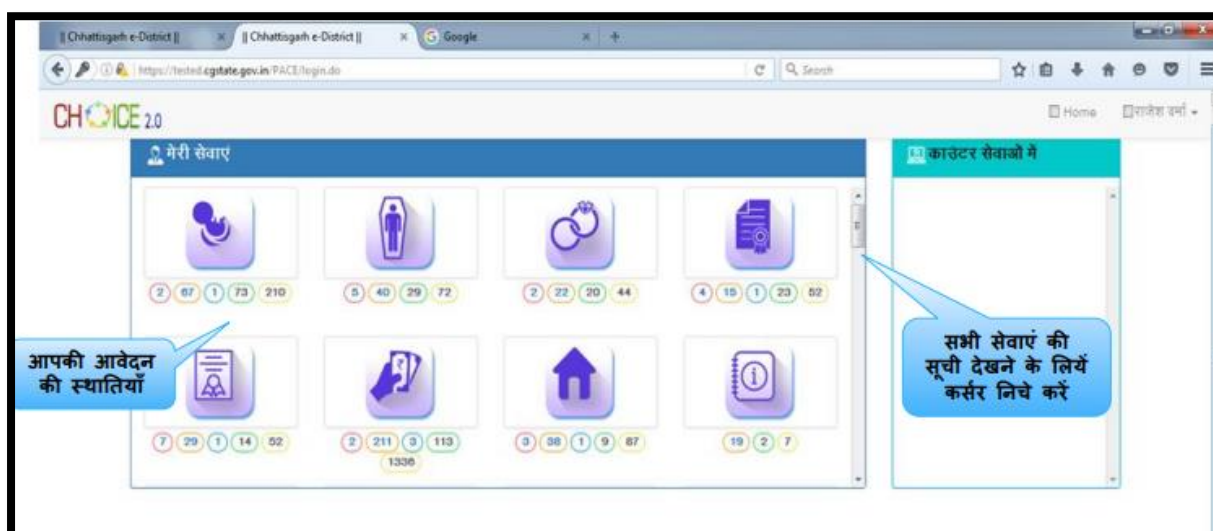 || Chhattisgarh e-District || × || Chhattisgarh e-District || × Google × +
https://tested.cgstate.gov.in/PACE/login.do Search
CHOICE 2.0 Home राजेश वर्मा
मेरी सेवाएं
काउंटर सेवाओं में
2 67 1 73 210
5 40 29 72
2 22 20 44
4 15 1 23 52
आपकी आवेदन
की स्थातियाँ
सभी सेवाएं की
सूची देखने के लियें
कर्सर निचे करें
7 29 1 14 52
2 211 3 113
1336
3 38 1 9 87
19 2 7